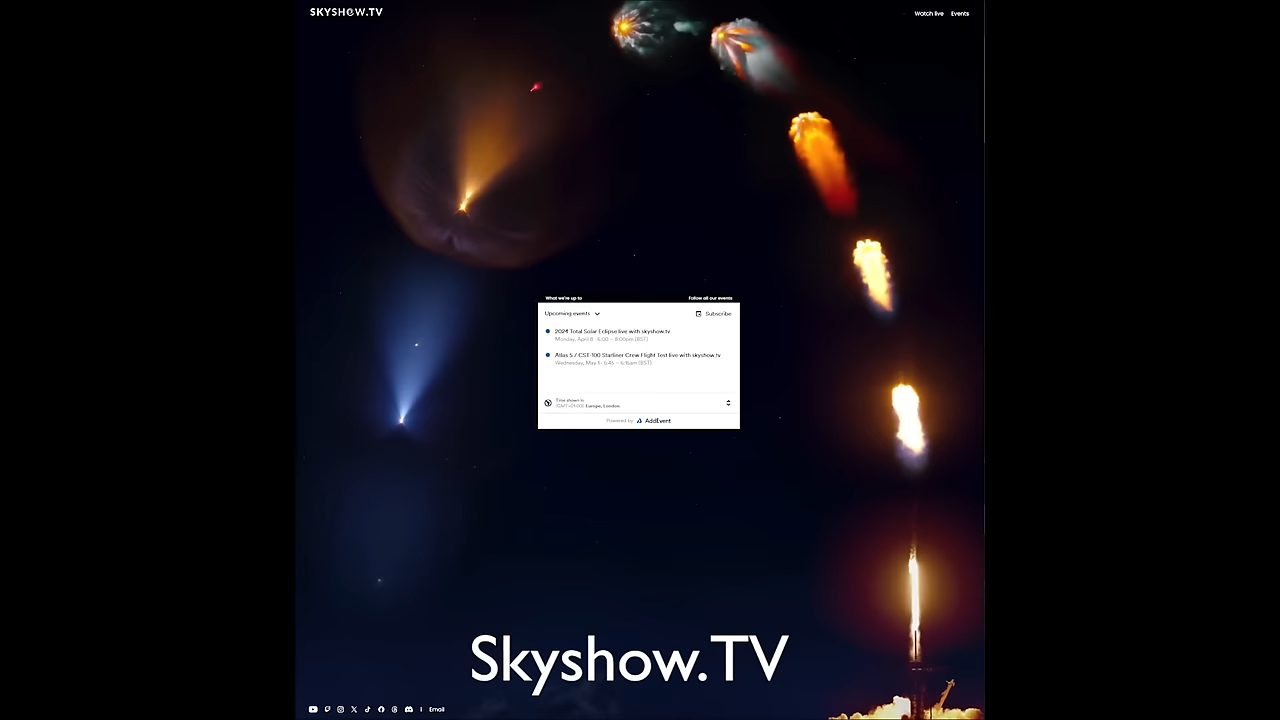 SKYSHOW.TV
Watch live Events
What we're up to
Follow all our events
Upcoming events
Subscribe
2024 Total Solar Eclipse live with skyshow.tv
Monday, April 8 · 6:00 – 8:00pm (BST)
Atlas 5 / CST-100 Starliner Crew Flight Test live with skyshow.tv
Time shown in
Europe, London
Powered by AddEvent
Skyshow.TV
Email